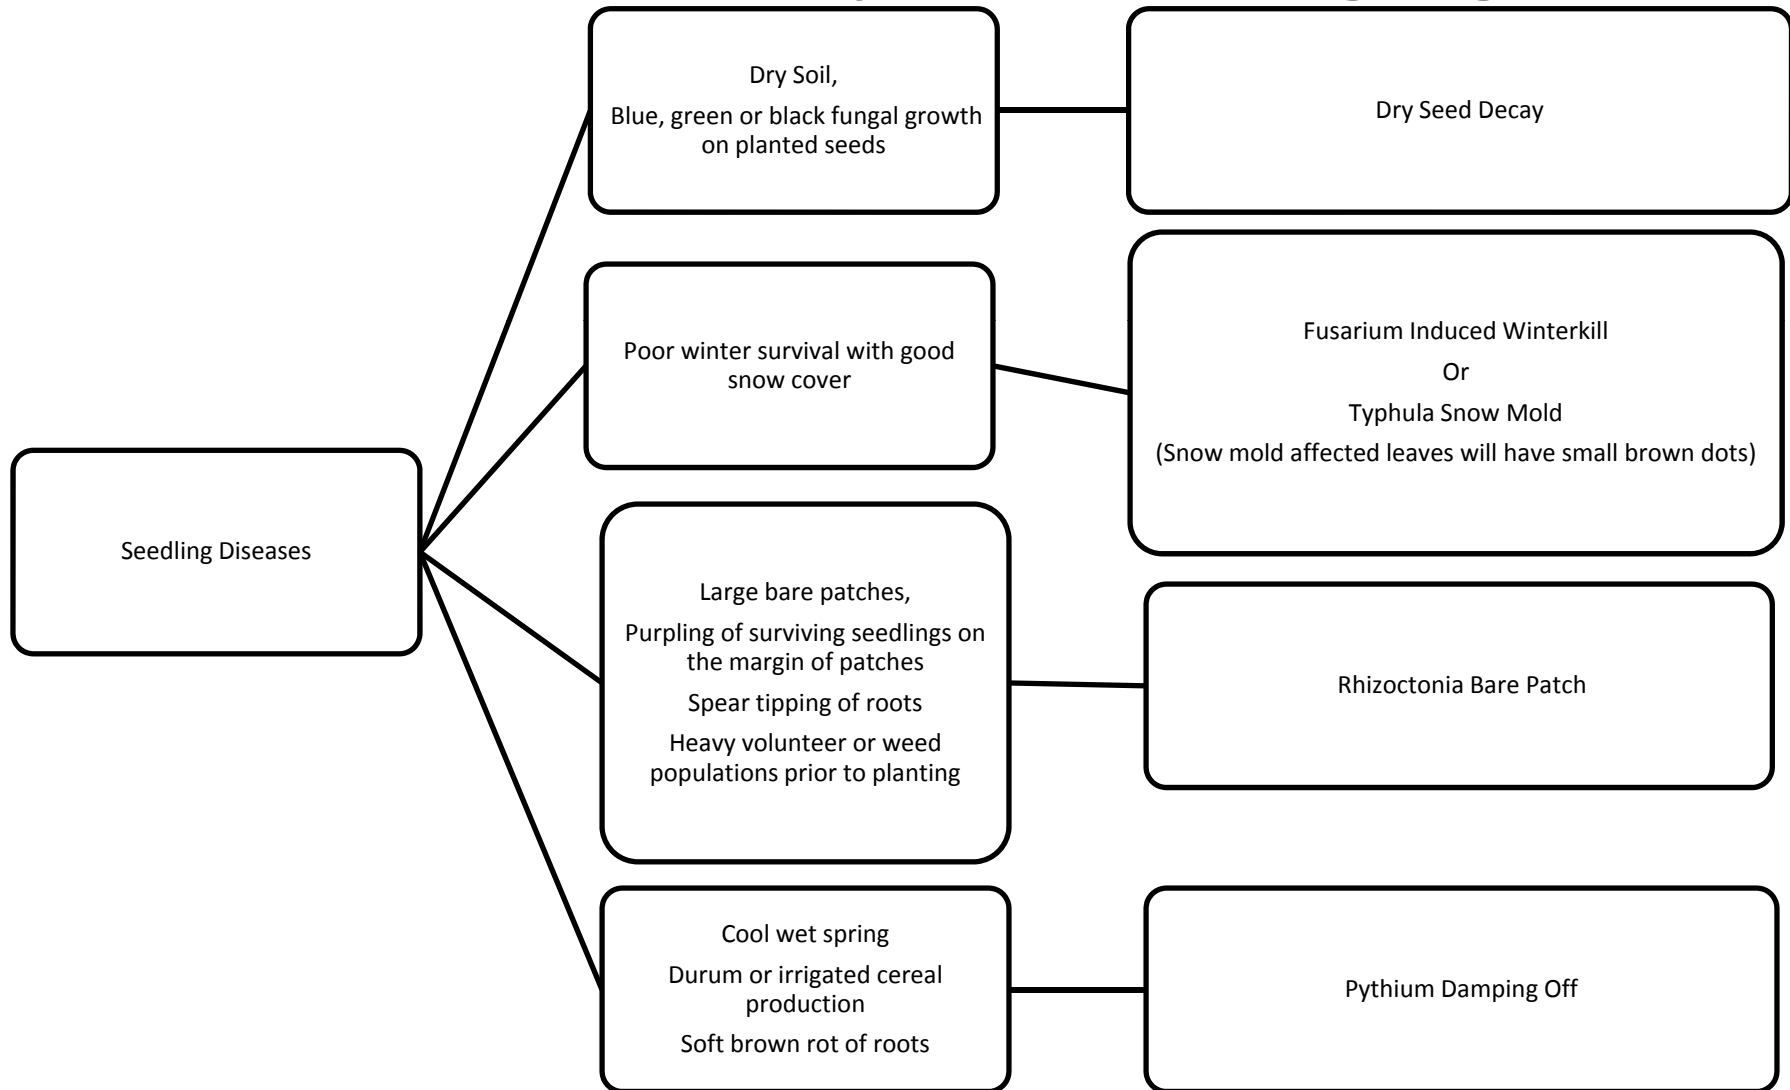 Dry Soil,
Blue, green or black fungal growth
on planted seeds
Dry Seed Decay
Poor winter survival with good
snow cover
Fusarium Induced Winterkill
Or
Typhula Snow Mold
(Snow mold affected leaves will have small brown dots)
Seedling Diseases
Large bare patches,
Purpling of surviving seedlings on
the margin of patches
Spear tipping of roots
Heavy volunteer or weed
populations prior to planting
Rhizoctonia Bare Patch
Cool wet spring
Durum or irrigated cereal
production
Soft brown rot of roots
Pythium Damping Off